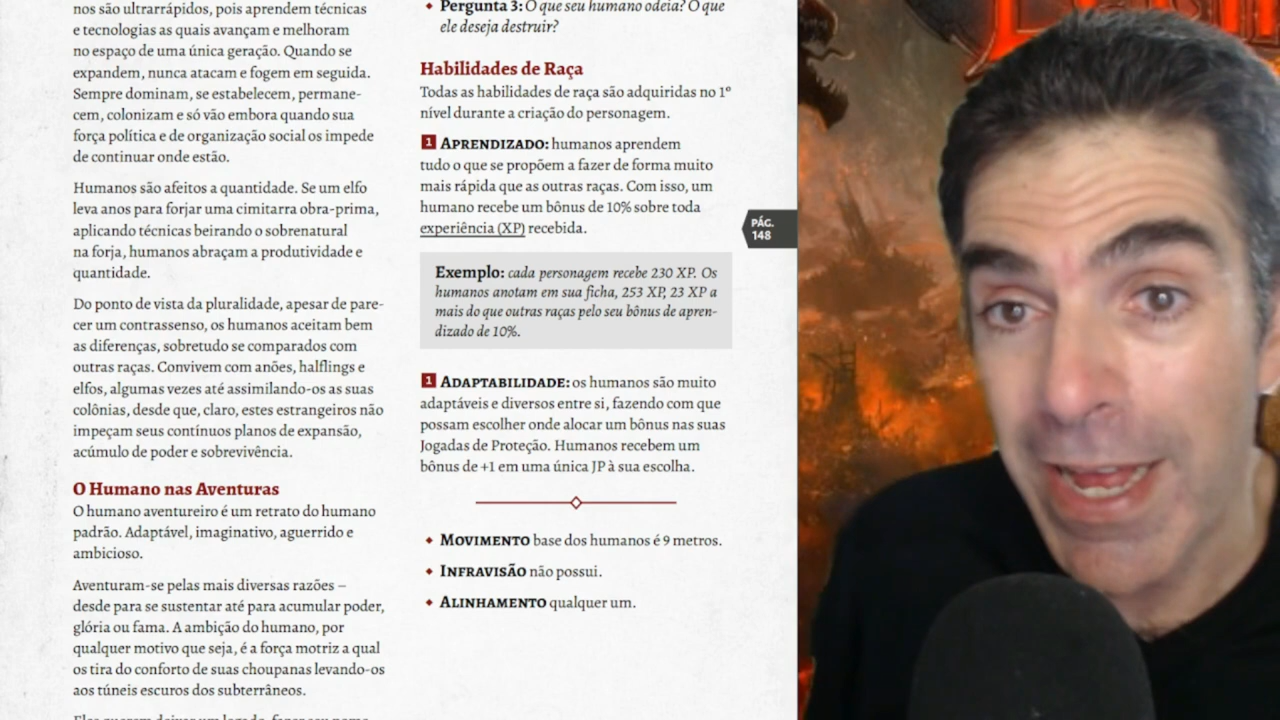 nos são ultrarrápidos, pois aprendem técnicas
e tecnologias as quais avançam e melhoram
no espaço de uma única geração. Quando se
expandem, nunca atacam e fogem em seguida.
Sempre dominam, se estabelecem, permane-
cem, colonizam e só vão embora quando sua
força política e de organização social os impede
de continuar onde estão.
Humanos são afeitos a quantidade. Se um elfo
leva anos para forjar uma cimitarra obra-prima,
aplicando técnicas beirando o sobrenatural
na forja, humanos abraçam a produtividade e
quantidade.
Do ponto de vista da pluralidade, apesar de pare-
cer um contrassenso, os humanos aceitam bem
as diferenças, sobretudo se comparados com
outras raças. Convivem com anões, halflings e
elfos, algumas vezes até assimilando-os as suas
colônias, desde que, claro, estes estrangeiros não
impeçam seus contínuos planos de expansão,
acúmulo de poder e sobrevivência.
O Humano nas Aventuras
O humano aventureiro é um retrato do humano
padrão. Adaptável, imaginativo, aguerrido e
ambicioso.
Aventuram-se pelas mais diversas razões –
desde para se sustentar até para acumular poder,
glória ou fama. A ambição do humano, por
qualquer motivo que seja, é a força motriz a qual
os tira do conforto de suas choupanas levando-os
aos túneis escuros dos subterrâneos.
Pergunta 3: O que seu humano odeia? O que
ele deseja destruir?
Habilidades de Raça
Todas as habilidades de raça são adquiridas no 1º
nível durante a criação do personagem.
1 APRENDIZADO: humanos aprendem
tudo o que se propõem a fazer de forma muito
mais rápida que as outras raças. Com isso, um
humano recebe um bônus de 10% sobre toda
experiência (XP) recebida.
PÁG.
148
Exemplo: cada personagem recebe 230 XP. Os
humanos anotam em sua ficha, 253 XP, 23 XP a
mais do que outras raças pelo seu bônus de apren-
dizado de 10%.
1 ADAPTABILIDADE: os humanos são muito
adaptáveis e diversos entre si, fazendo com que
possam escolher onde alocar um bônus nas suas
Jogadas de Proteção. Humanos recebem um
bônus de +1 em uma única JP à sua escolha.
MOVIMENTO base dos humanos é 9 metros.
INFRAVISÃO não possui.
ALINHAMENTO qualquer um.